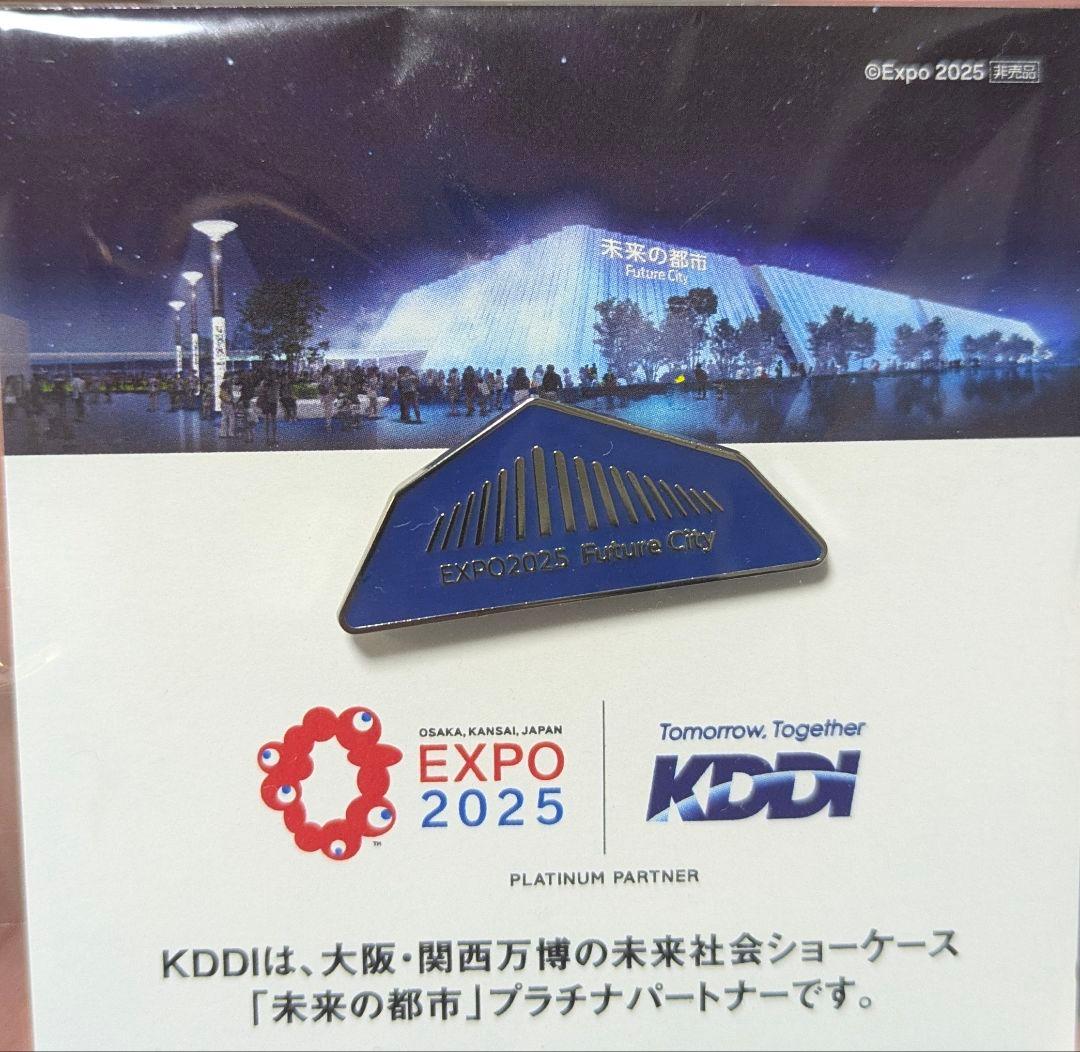 ©Expo 2025 非売品
未来の都市
Future City
EXPO2025 Future City
OSAKA, KANSAI, JAPAN
EXPO
2025
TM
Tomorrow, Together
KDDI
PLATINUM PARTNER
KDDIは、大阪・関西万博の未来社会ショーケース
「未来の都市」プラチナパートナーです。